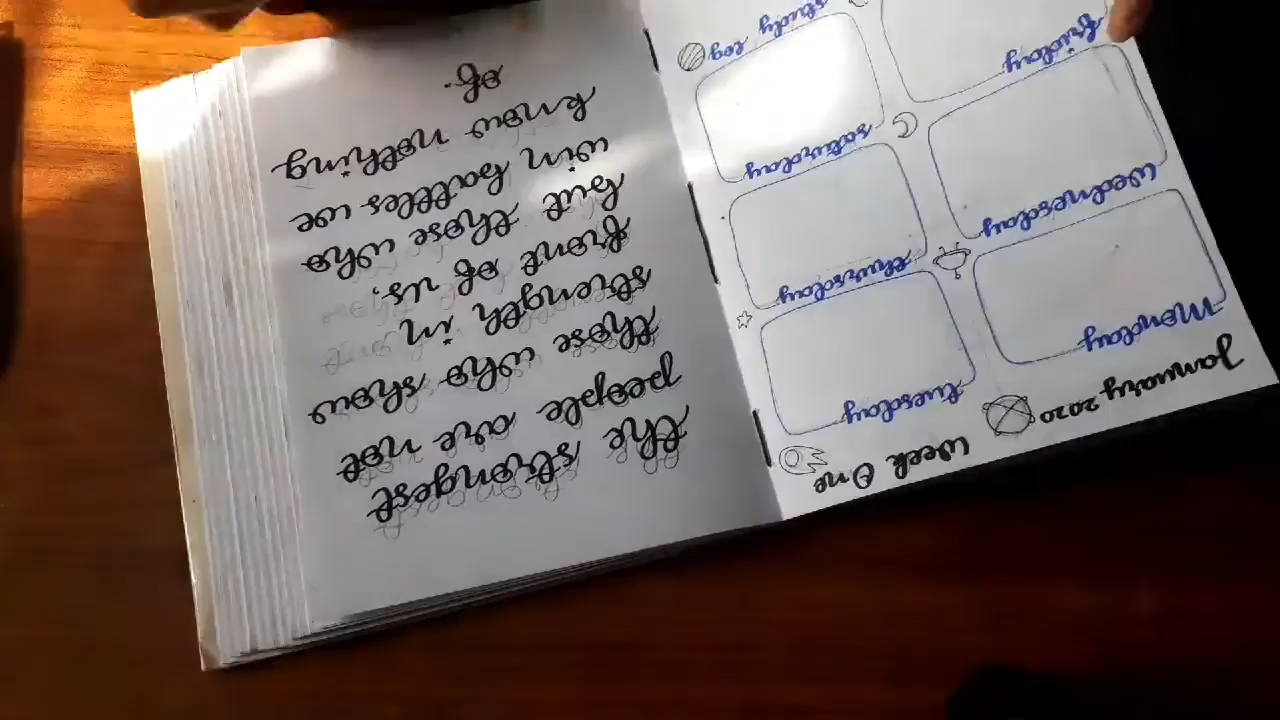 January 2020 Week One
Monday
tuesday
Wednesday
thursday
friday
saturday
study log
the strongest
people are not
those who show
strength in
front of us.
but those who
win battles we
know nothing
of.